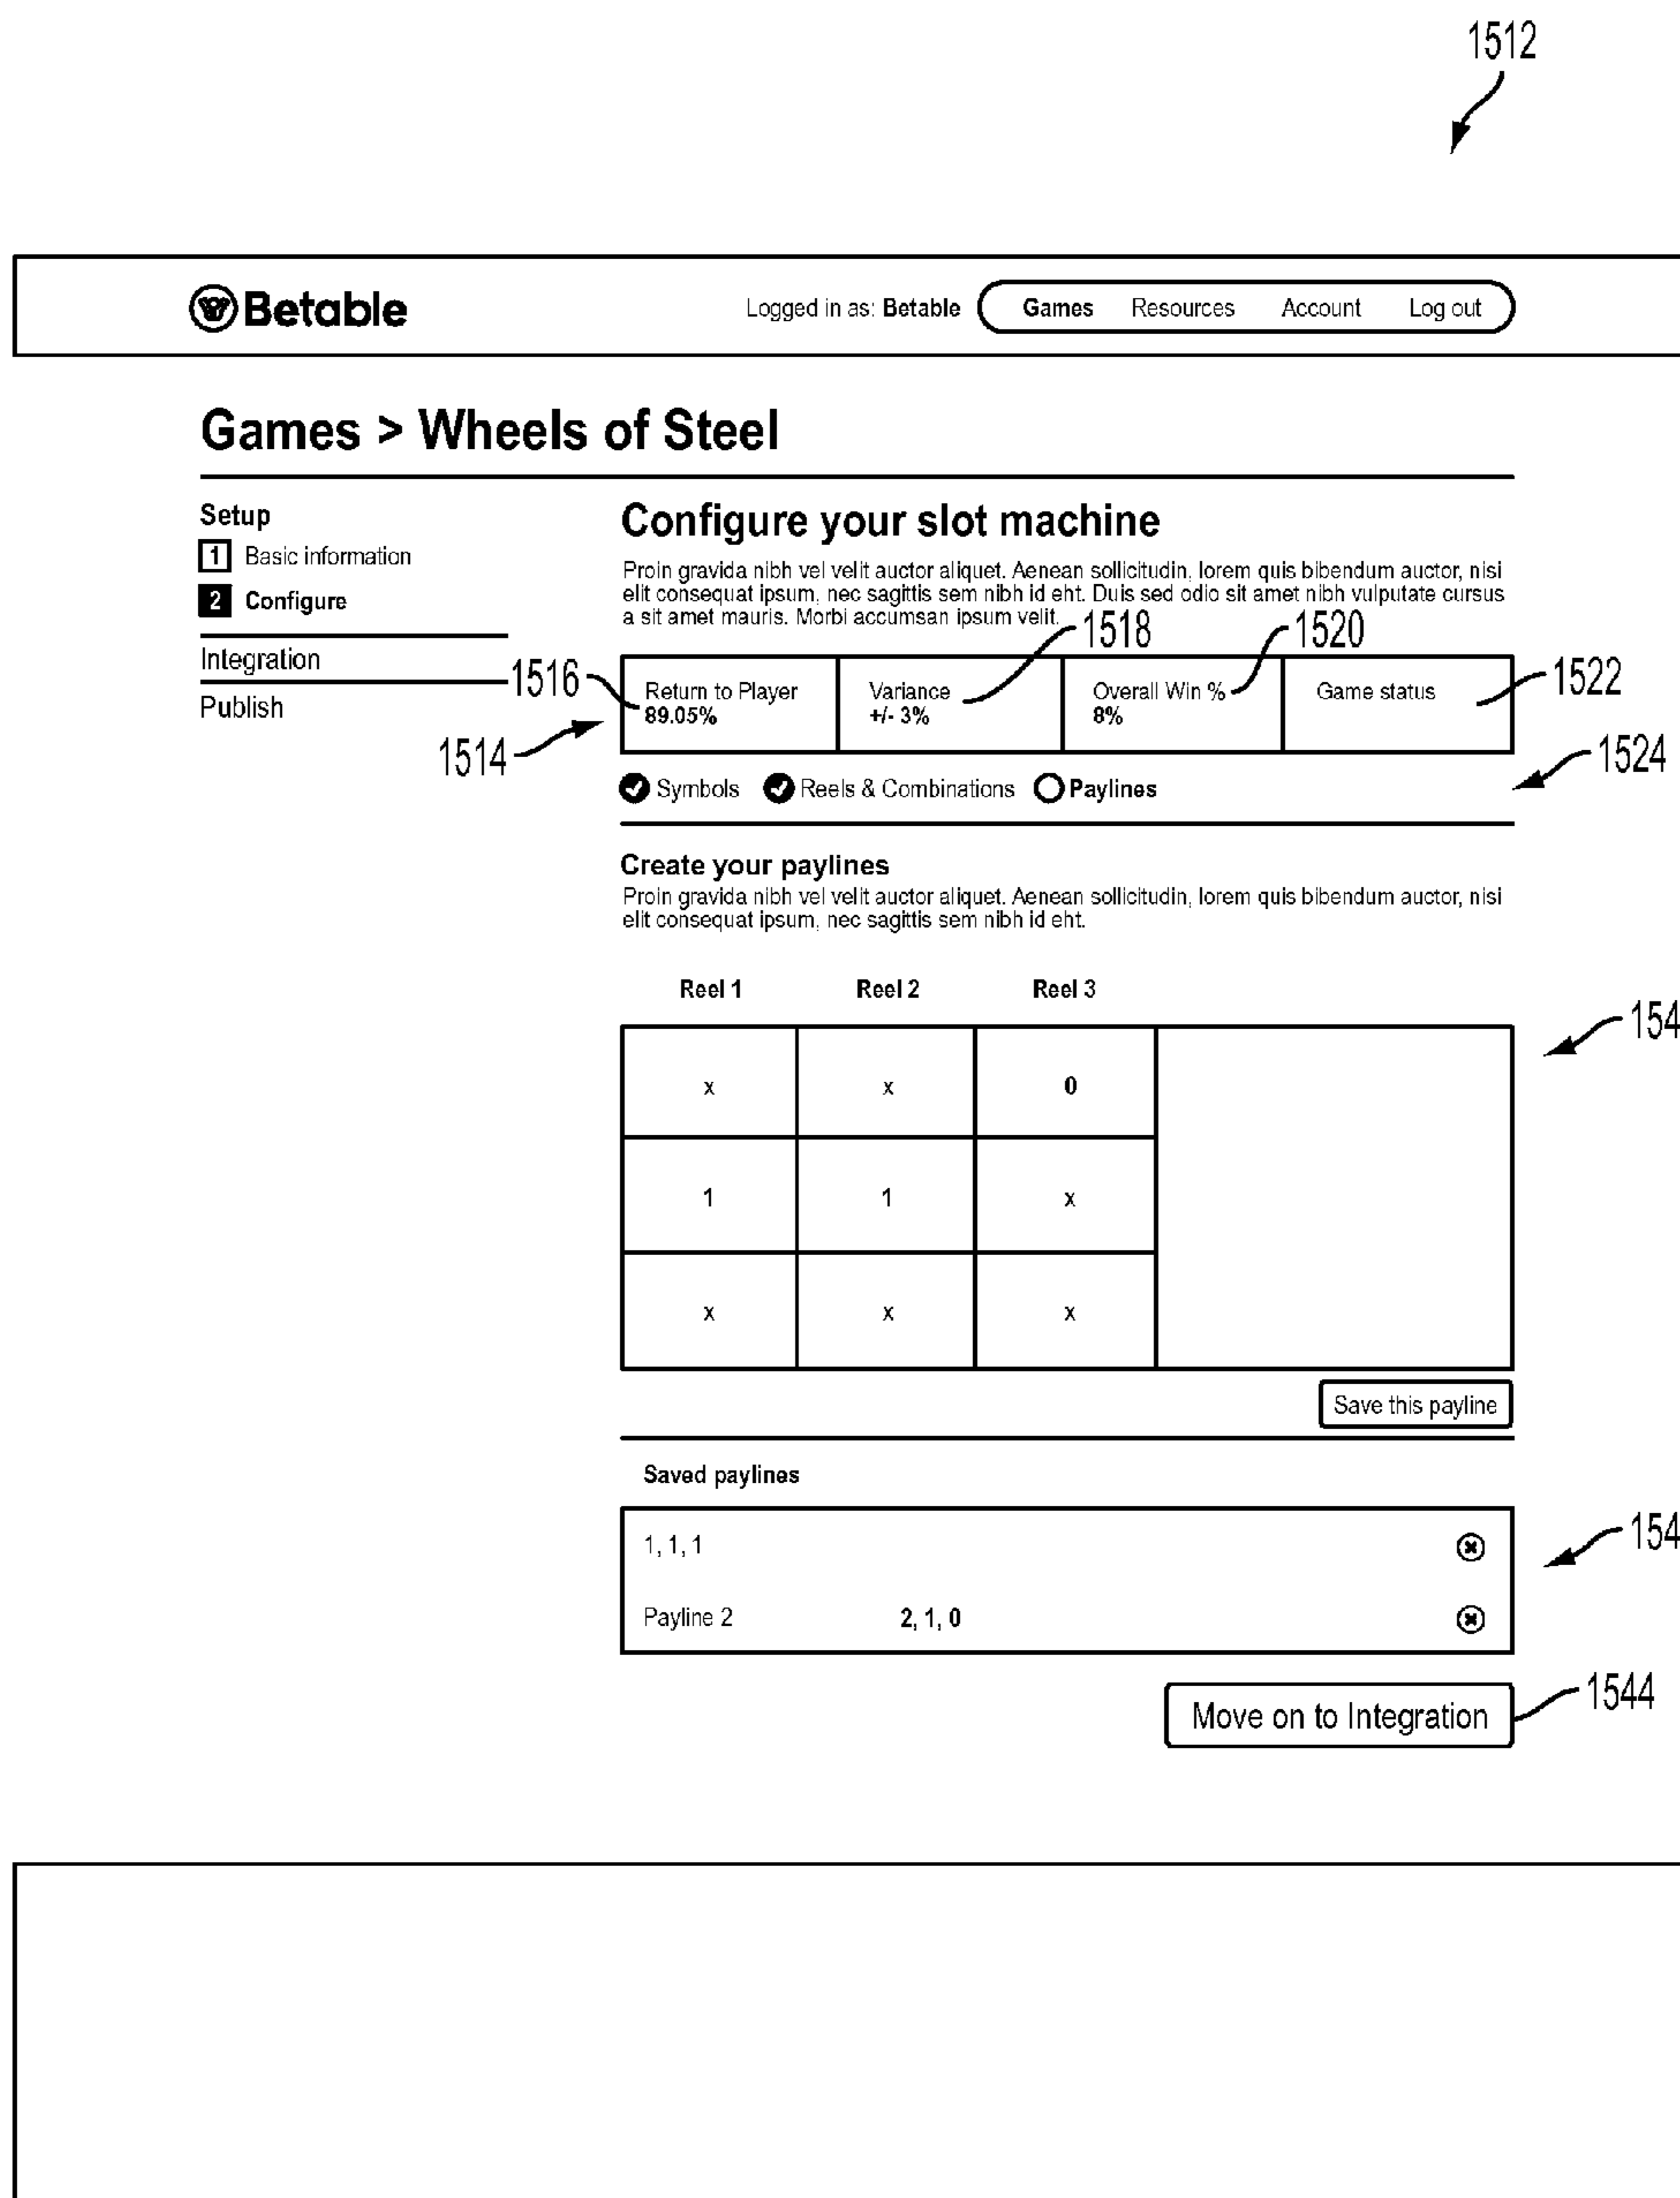 1512
Betable
Logged in as: Betable Games Resources Account Log out
Games > Wheels of Steel
Setup
1 Basic information
2 Configure
Integration
Publish
Configure your slot machine
Proin gravida nibh vel velit auctor aliquet. Aenean sollicitudin, lorem quis bibendum auctor, nisi
elit consequat ipsum, nec sagittis sem nibh id eht. Duis sed odio sit amet nibh vulputate cursus
a sit amet mauris. Morbi accumsan ipsum velit.
1518 1520
1516 1522
Return to Player Variance Overall Win % Game status
89.05% +/- 3% 8%
1514 1524
Symbols Reels & Combinations Paylines
Create your paylines
Proin gravida nibh vel velit auctor aliquet. Aenean sollicitudin, lorem quis bibendum auctor, nisi
elit consequat ipsum, nec sagittis sem nibh id eht.
Reel 1 Reel 2 Reel 3
154
x x 0
1 1 x
x x x
Save this payline
Saved paylines
1, 1, 1
154
Payline 2 2, 1, 0
Move on to Integration
1544